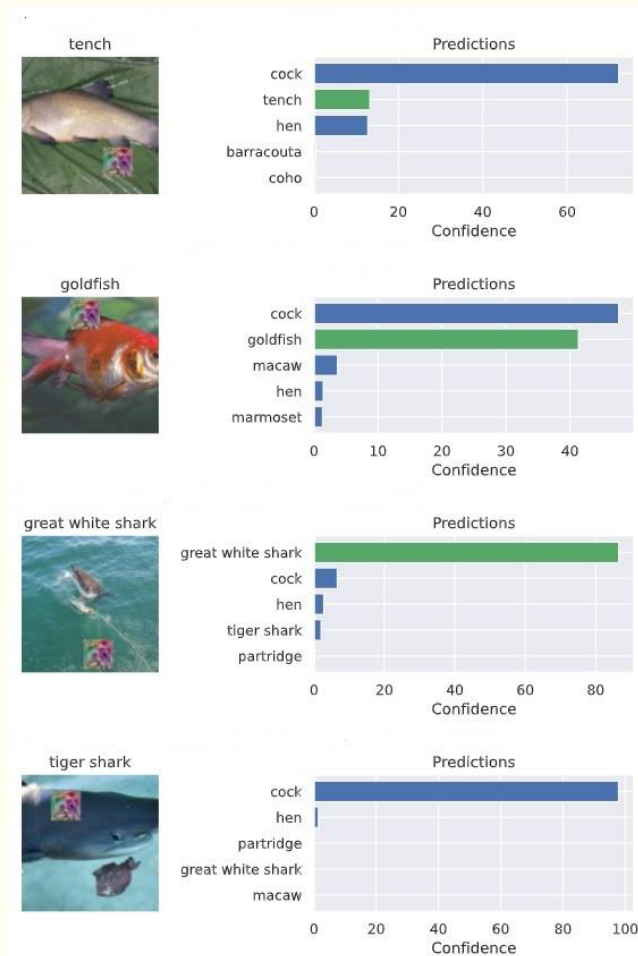 tench
Predictions
cock
tench
hen
barracouta
coho
0 20 40 60
Confidence
goldfish
Predictions
cock
goldfish
macaw
hen
marmoset
0 10 20 30 40
Confidence
great white shark
Predictions
great white shark
cock
hen
tiger shark
partridge
0 20 40 60 80
Confidence
tiger shark
Predictions
cock
hen
partridge
great white shark
macaw
0 20 40 60 80 100
Confidence